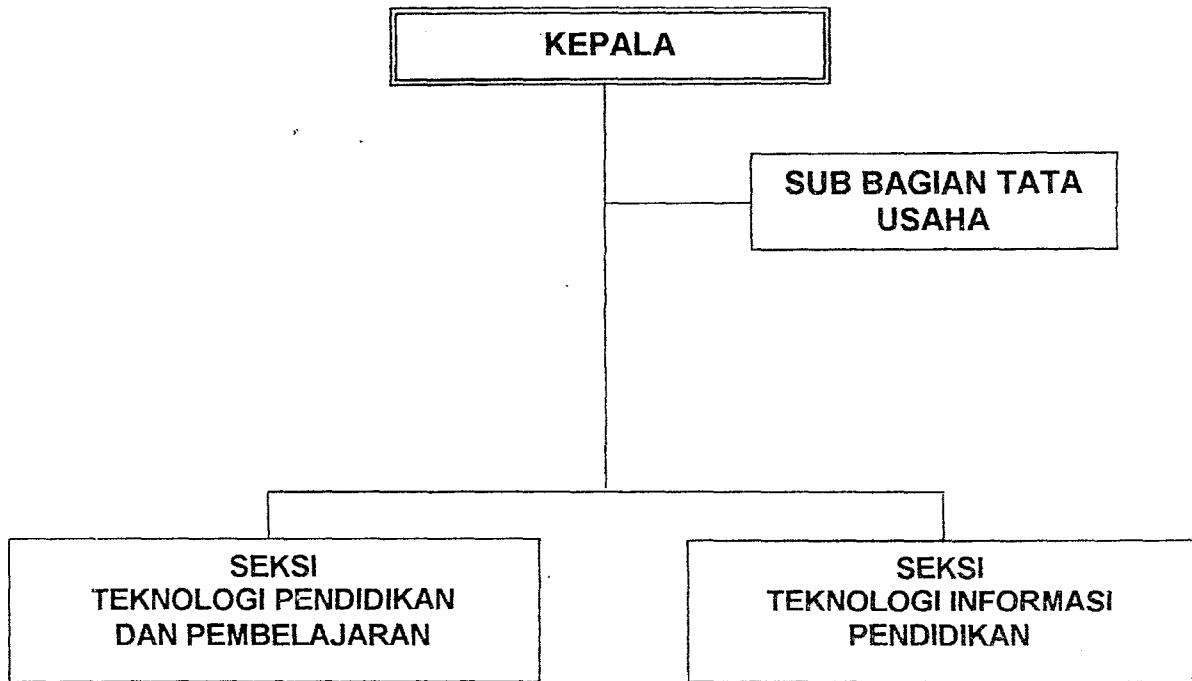 KEPALA
SUB BAGIAN TATA
USAHA
SEKSI
TEKNOLOGI PENDIDIKAN
DAN PEMBELAJARAN
SEKSI
TEKNOLOGI INFORMASI
PENDIDIKAN